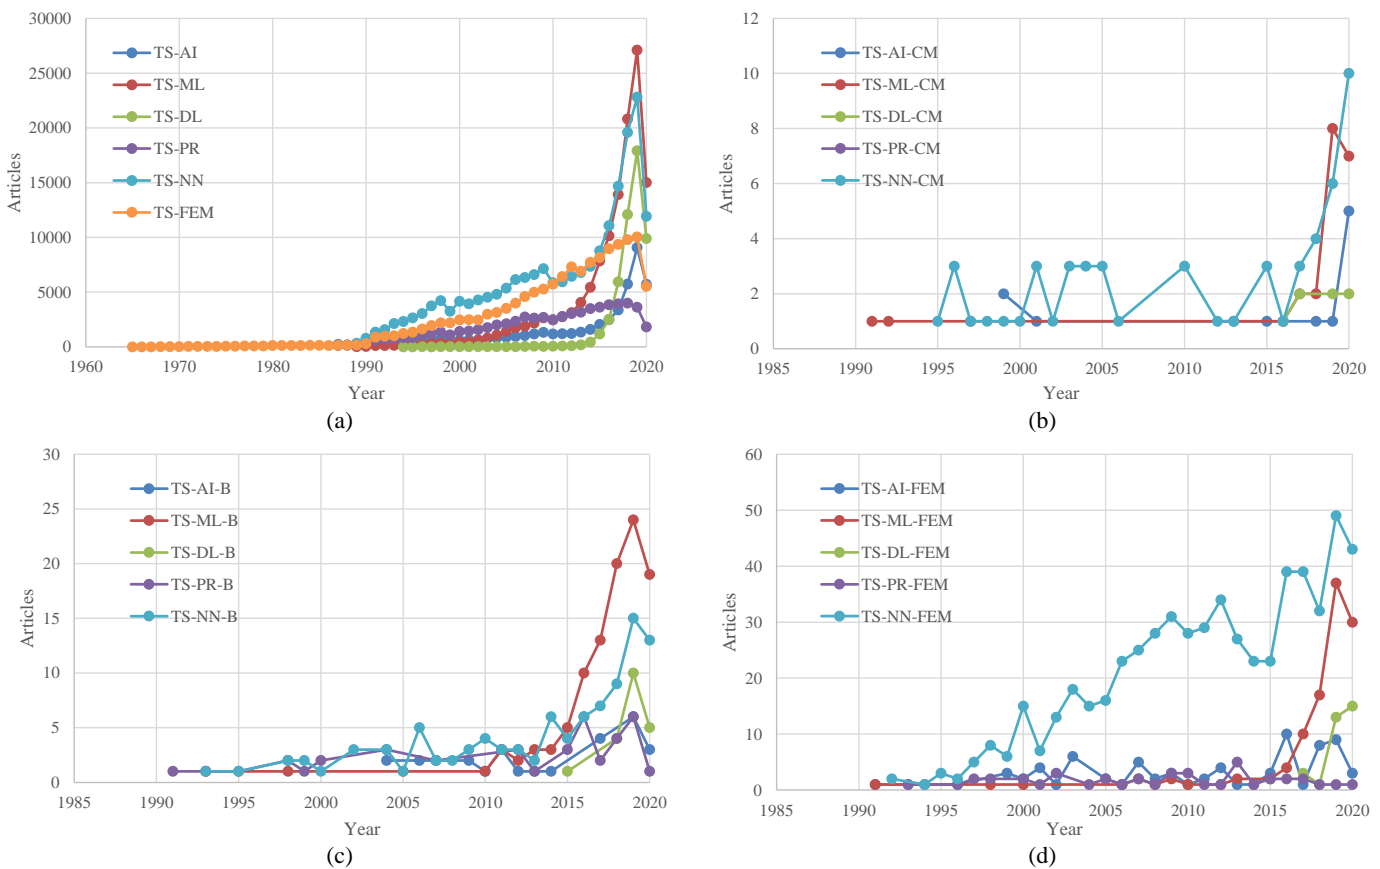 30000
25000
20000
15000
10000
5000
0
Articles
TS-AI
TS-ML
TS-DL
TS-PR
TS-NN
TS-FEM
1960 1970 1980 1990 2000 2010 2020
Year
(a)
12
10
8
6
4
2
0
Articles
TS-AI-CM
TS-ML-CM
TS-DL-CM
TS-PR-CM
TS-NN-CM
1985 1990 1995 2000 2005 2010 2015 2020
Year
(b)
30
25
20
15
10
5
0
Articles
TS-AI-B
TS-ML-B
TS-DL-B
TS-PR-B
TS-NN-B
1985 1990 1995 2000 2005 2010 2015 2020
Year
(c)
60
50
40
30
20
10
0
Articles
TS-AI-FEM
TS-ML-FEM
TS-DL-FEM
TS-PR-FEM
TS-NN-FEM
1985 1990 1995 2000 2005 2010 2015 2020
Year
(d)